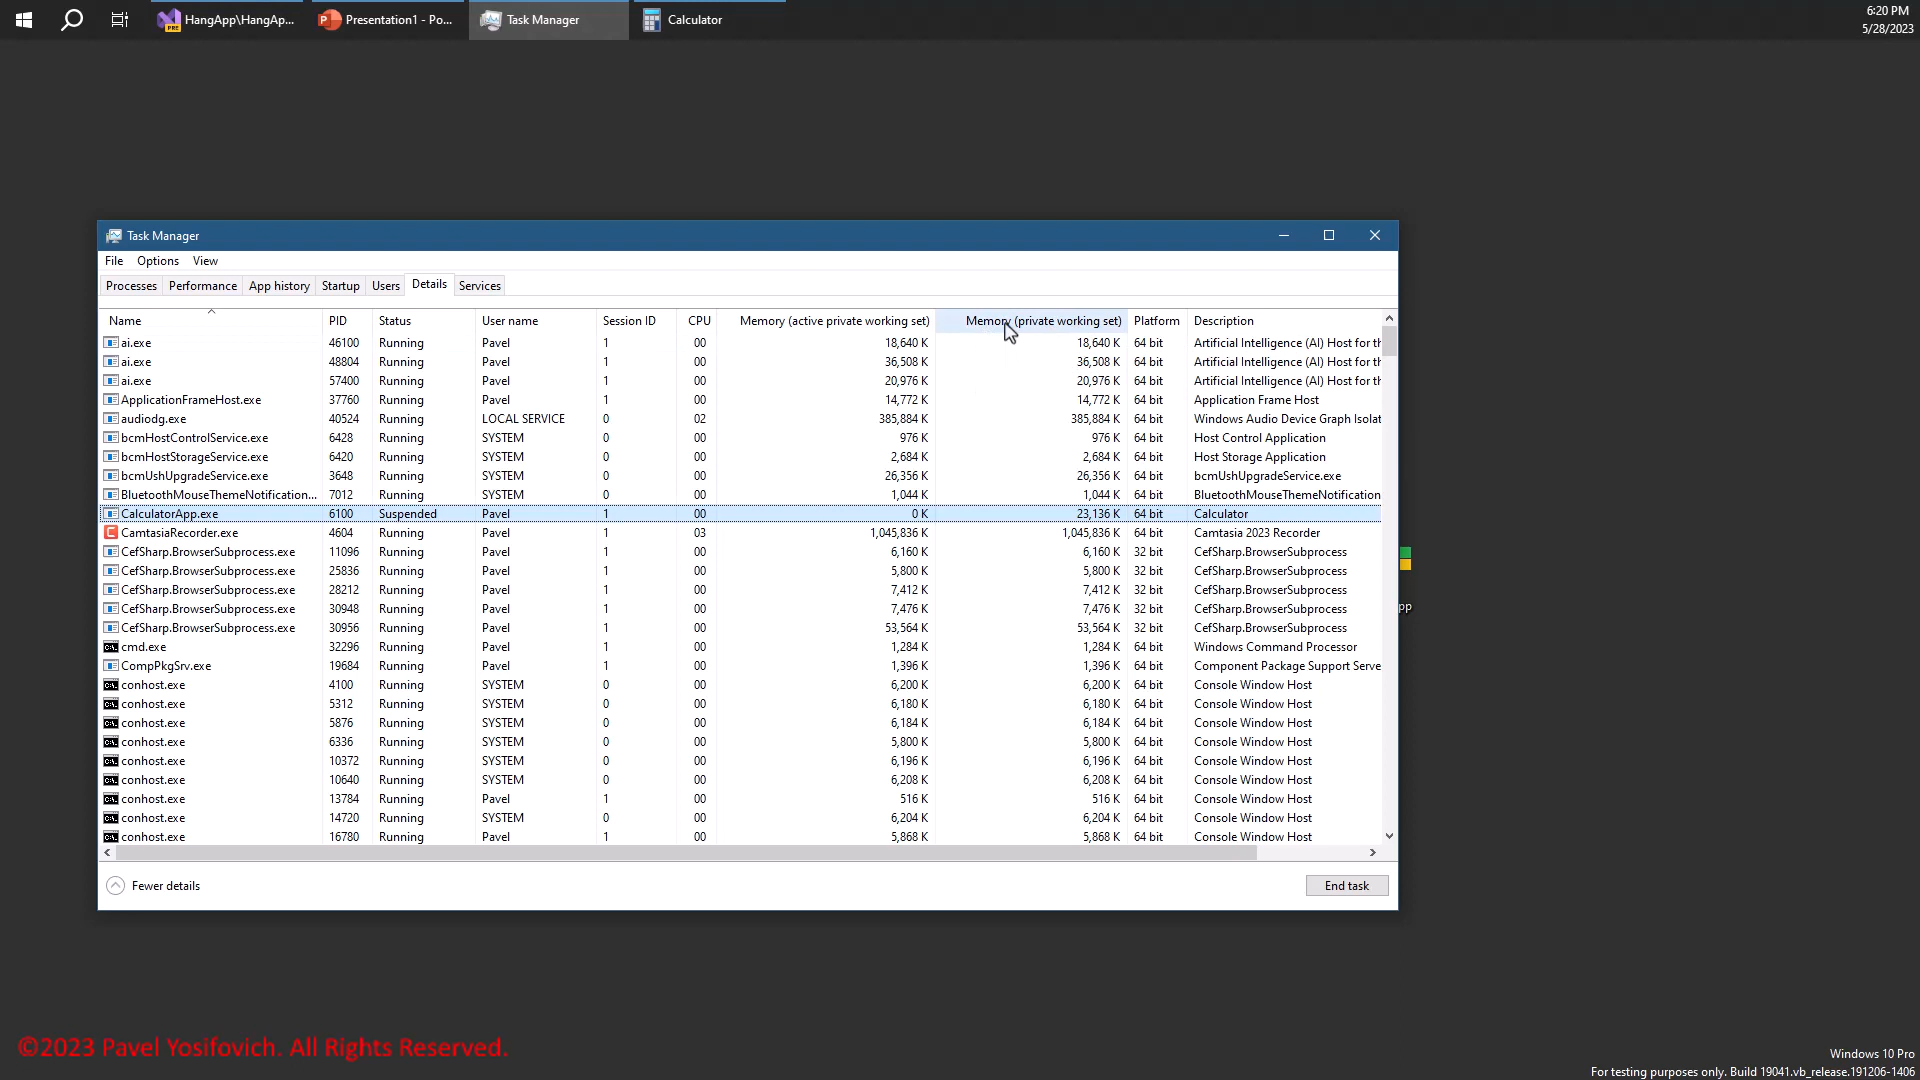 HangApp\HangAp...
Presentation1 - Po...
Task Manager
Calculator
6:20 PM
5/28/2023
PRE
Task Manager
File Options View
Processes Performance App history Startup Users Details Services
Name PID Status User name Session ID CPU Memory (active private working set) Memory (private working set) Platform Description
ai.exe 46100 Running Pavel 1 00 18,640 K 18,640 K 64 bit Artificial Intelligence (AI) Host for th
ai.exe 48804 Running Pavel 1 00 36,508 K 36,508 K 64 bit Artificial Intelligence (AI) Host for th
ai.exe 57400 Running Pavel 1 00 20,976 K 20,976 K 64 bit Artificial Intelligence (AI) Host for th
ApplicationFrameHost.exe 37760 Running Pavel 1 00 14,772 K 14,772 K 64 bit Application Frame Host
audiodg.exe 40524 Running LOCAL SERVICE 0 02 385,884 K 385,884 K 64 bit Windows Audio Device Graph Isolat
bcmHostControlService.exe 6428 Running SYSTEM 0 00 976 K 976 K 64 bit Host Control Application
bcmHostStorageService.exe 6420 Running SYSTEM 0 00 2,684 K 2,684 K 64 bit Host Storage Application
bcmUshUpgradeService.exe 3648 Running SYSTEM 0 00 26,356 K 26,356 K 64 bit bcmUshUpgradeService.exe
BluetoothMouseThemeNotification... 7012 Running SYSTEM 0 00 1,044 K 1,044 K 64 bit BluetoothMouseThemeNotification
CalculatorApp.exe 6100 Suspended Pavel 1 00 0 K 23,136 K 64 bit Calculator
CamtasiaRecorder.exe 4604 Running Pavel 1 03 1,045,836 K 1,045,836 K 64 bit Camtasia 2023 Recorder
CefSharp.BrowserSubprocess.exe 11096 Running Pavel 1 00 6,160 K 6,160 K 32 bit CefSharp.BrowserSubprocess
CefSharp.BrowserSubprocess.exe 25836 Running Pavel 1 00 5,800 K 5,800 K 32 bit CefSharp.BrowserSubprocess
CefSharp.BrowserSubprocess.exe 28212 Running Pavel 1 00 7,412 K 7,412 K 32 bit CefSharp.BrowserSubprocess
CefSharp.BrowserSubprocess.exe 30948 Running Pavel 1 00 7,476 K 7,476 K 32 bit CefSharp.BrowserSubprocess
CefSharp.BrowserSubprocess.exe 30956 Running Pavel 1 00 53,564 K 53,564 K 32 bit CefSharp.BrowserSubprocess
cmd.exe 32296 Running Pavel 1 00 1,284 K 1,284 K 64 bit Windows Command Processor
CompPkgSrv.exe 19684 Running Pavel 1 00 1,396 K 1,396 K 64 bit Component Package Support Serve
conhost.exe 4100 Running SYSTEM 0 00 6,200 K 6,200 K 64 bit Console Window Host
conhost.exe 5312 Running SYSTEM 0 00 6,180 K 6,180 K 64 bit Console Window Host
conhost.exe 5876 Running SYSTEM 0 00 6,184 K 6,184 K 64 bit Console Window Host
conhost.exe 6336 Running SYSTEM 0 00 5,800 K 5,800 K 64 bit Console Window Host
conhost.exe 10372 Running SYSTEM 0 00 6,196 K 6,196 K 64 bit Console Window Host
conhost.exe 10640 Running SYSTEM 0 00 6,208 K 6,208 K 64 bit Console Window Host
conhost.exe 13784 Running Pavel 1 00 516 K 516 K 64 bit Console Window Host
conhost.exe 14720 Running SYSTEM 0 00 6,204 K 6,204 K 64 bit Console Window Host
conhost.exe 16780 Running Pavel 1 00 5,868 K 5,868 K 64 bit Console Window Host
pp
Fewer details
End task
©2023 Pavel Yosifovich. All Rights Reserved.
Windows 10 Pro
For testing purposes only. Build 19041.vb_release.191206-1406